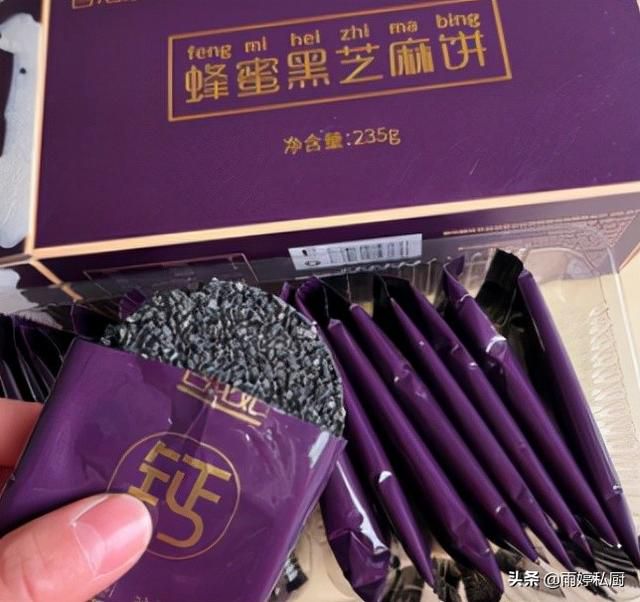 feng mi hei zhi ma bing
蜂蜜黑芝麻饼
净含量:235g
钙
头条 @雨婷私厨